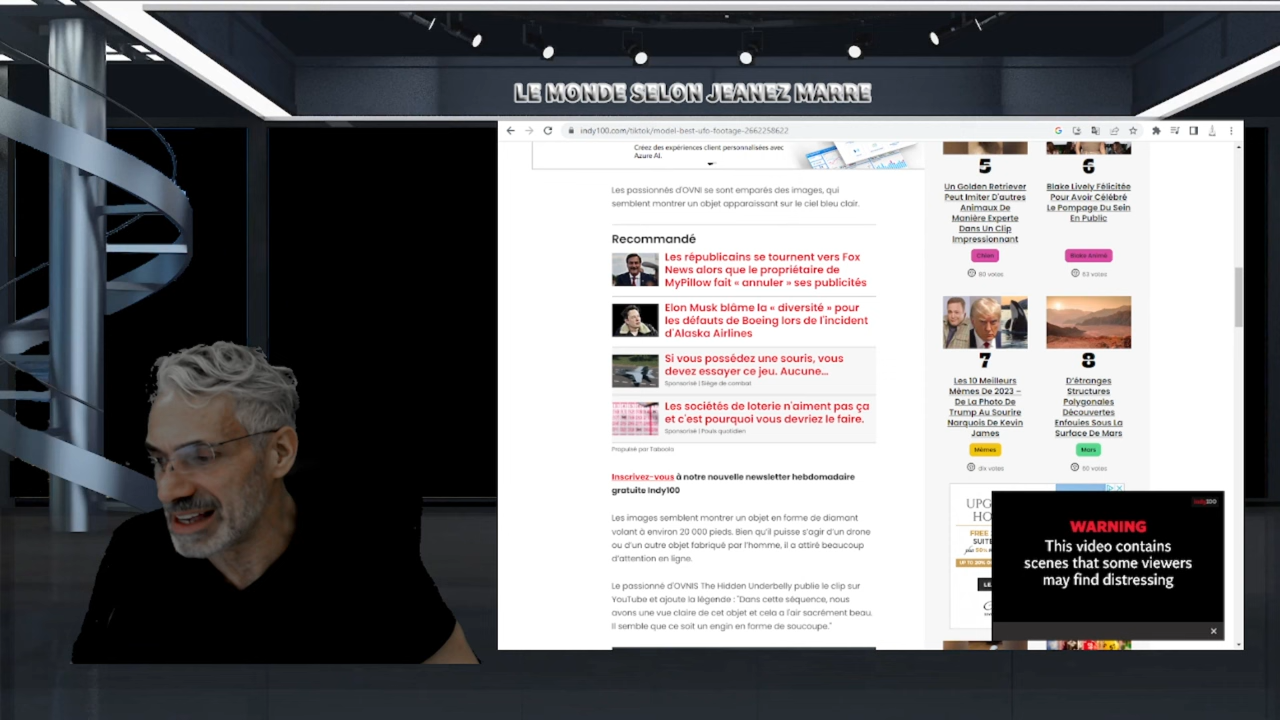 LE MONDE SELON JEANEZ MARRE
indy100.com/tiktok/model-best-ufo-footage-2662258622
Créez des expériences client personnalisées avec
Azure AI.
Les passionnés d'OVNI se sont emparés des images, qui
semblent montrer un objet apparaissant sur le ciel bleu clair.
Recommandé
Les républicains se tournent vers Fox
News alors que le propriétaire de
MyPillow fait « annuler » ses publicités
Elon Musk blâme la « diversité » pour
les défauts de Boeing lors de l'incident
d'Alaska Airlines
Si vous possédez une souris, vous
devez essayer ce jeu. Aucune...
Sponsorisé | Siège de combat
Les sociétés de loterie n'aiment pas ça
et c'est pourquoi vous devriez le faire.
Sponsorisé | Pouls quotidien
Propulsé par Taboola
Inscrivez-vous à notre nouvelle newsletter hebdomadaire
gratuite Indy100
Les images semblent montrer un objet en forme de diamant
volant à environ 20 000 pieds. Bien qu'il puisse s'agir d'un drone
ou d'un autre objet fabriqué par l'homme, il a attiré beaucoup
d'attention en ligne.
Le passionné d'OVNIS The Hidden Underbelly publie le clip sur
YouTube et ajoute la légende : "Dans cette séquence, nous
avons une vue claire de cet objet et cela a l'air sacrément beau.
Il semble que ce soit un engin en forme de soucoupe."
5
Un Golden Retriever
Peut Imiter D'autres
Animaux De
Manière Experte
Dans Un Clip
Impressionnant
Chien
80 votes
6
Blake Lively Félicitée
Pour Avoir Célébré
Le Pompage Du Sein
En Public
Blake Animé
63 votes
7
Les 10 Meilleurs
Mèmes De 2023 –
De La Photo De
Trump Au Sourire
Narquois De Kevin
James
Mèmes
dix votes
8
D'étranges
Structures
Polygonales
Découvertes
Enfouies Sous La
Surface De Mars
Mars
60 votes
UPG
HO
FREE
SUIT
indy100
WARNING
This video contains
scenes that some viewers
may find distressing